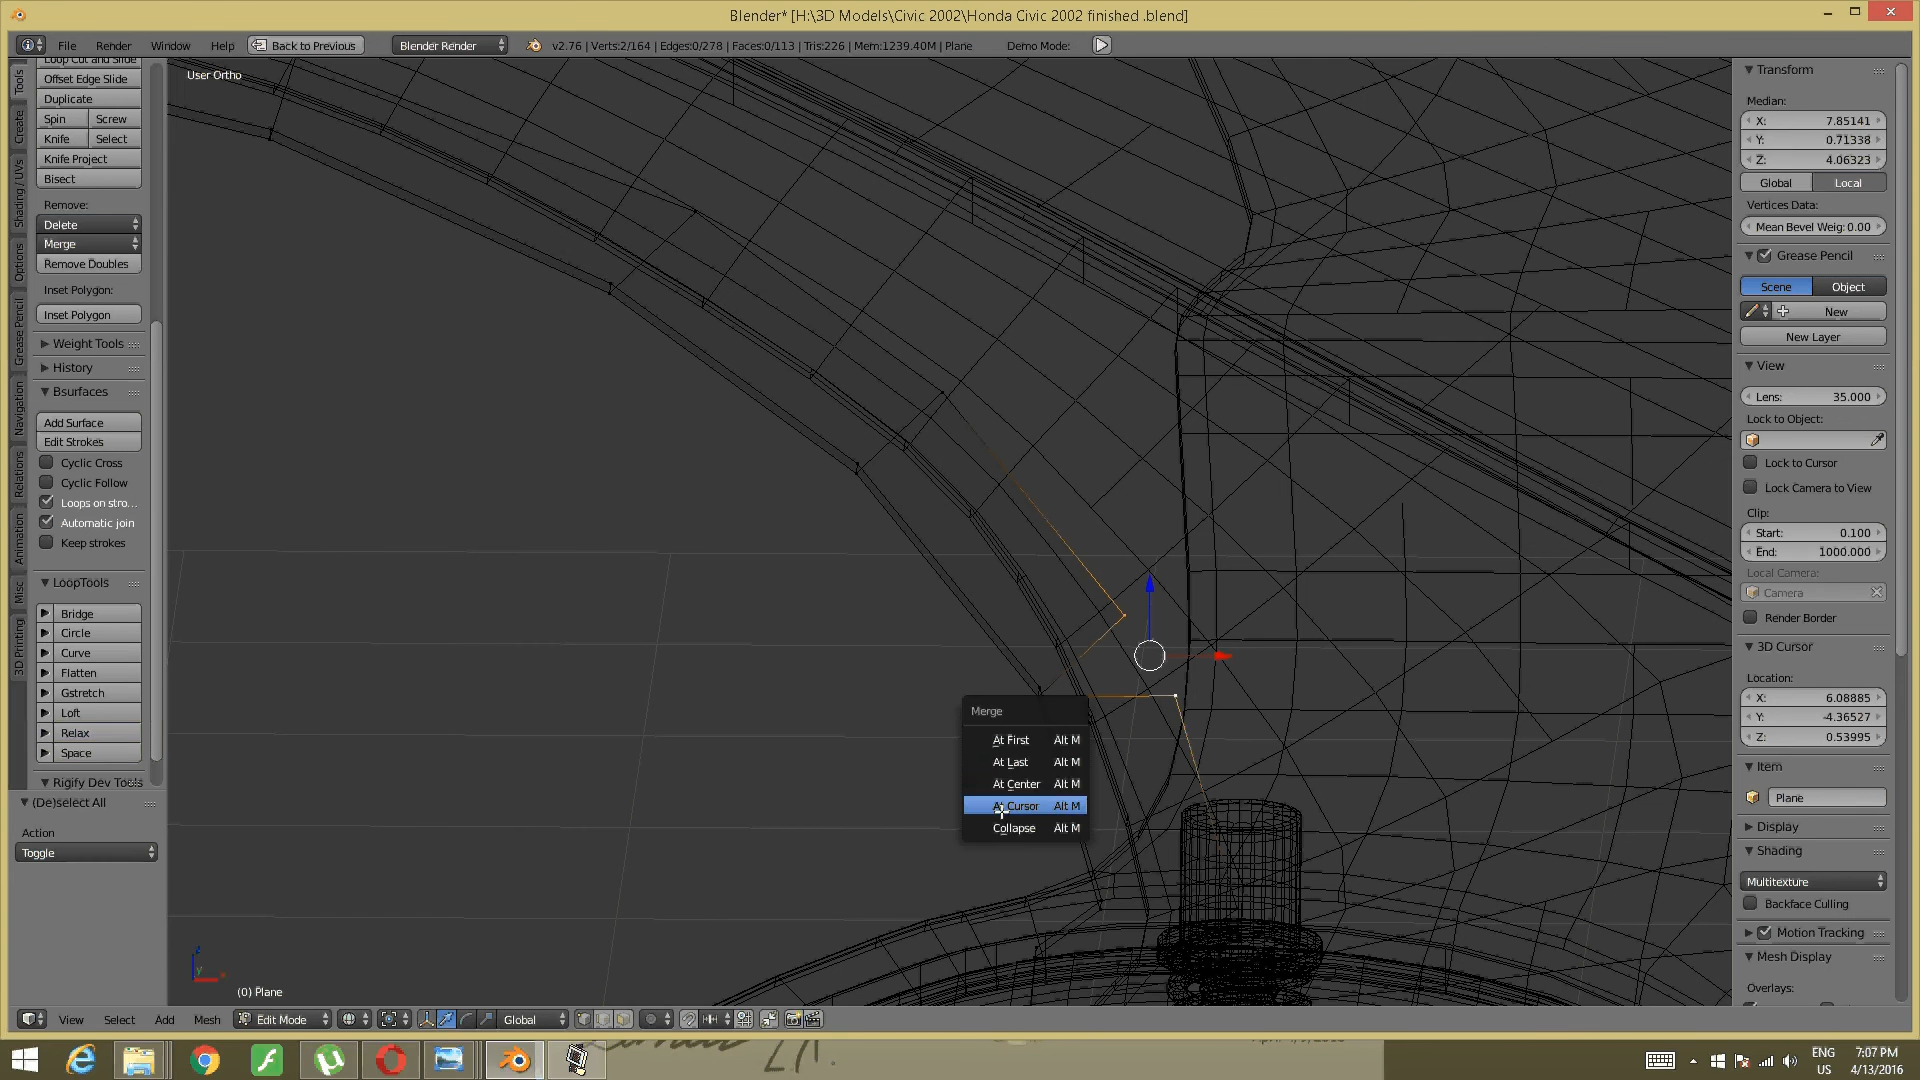 Blender* [H:\3D Models\Civic 2002\Honda Civic 2002 finished .blend]
File Render Window Help Back to Previous Blender Render v2.76 | Verts:2/164 | Edges:0/278 | Faces:0/113 | Tris:226 | Mem:1239.40M | Plane Demo Mode:
User Ortho
Tools
Create
Shading / UVs
Options
Grease Pencil
Navigation
Relations
Animation
Misc
3D Printing
Loop Cut and Slide
Offset Edge Slide
Duplicate
Spin Screw
Knife Select
Knife Project
Bisect
Remove:
Delete
Merge
Remove Doubles
Inset Polygon:
Inset Polygon
Weight Tools
History
Bsurfaces
Add Surface
Edit Strokes
Cyclic Cross
Cyclic Follow
Loops on stro...
Automatic join
Keep strokes
LoopTools
Bridge
Circle
Curve
Flatten
Gstretch
Loft
Relax
Space
Rigify Dev Tools
(De)select All
Action
Toggle
Merge
At First Alt M
At Last Alt M
At Center Alt M
At Cursor Alt M
Collapse Alt M
z
y
x
(0) Plane
Transform
Median:
X: 7.85141
Y: 0.71338
Z: 4.06323
Global Local
Vertices Data:
Mean Bevel Weig: 0.00
Grease Pencil
Scene Object
New
New Layer
View
Lens: 35.000
Lock to Object:
Lock to Cursor
Lock Camera to View
Clip:
Start: 0.100
End: 1000.000
Local Camera:
Camera
Render Border
3D Cursor
Location:
X: 6.08885
Y: -4.36527
Z: 0.53995
Item
Plane
Display
Shading
Multitexture
Backface Culling
Motion Tracking
Mesh Display
Overlays:
View Select Add Mesh Edit Mode Global
ENG
US
7:07 PM
4/13/2016